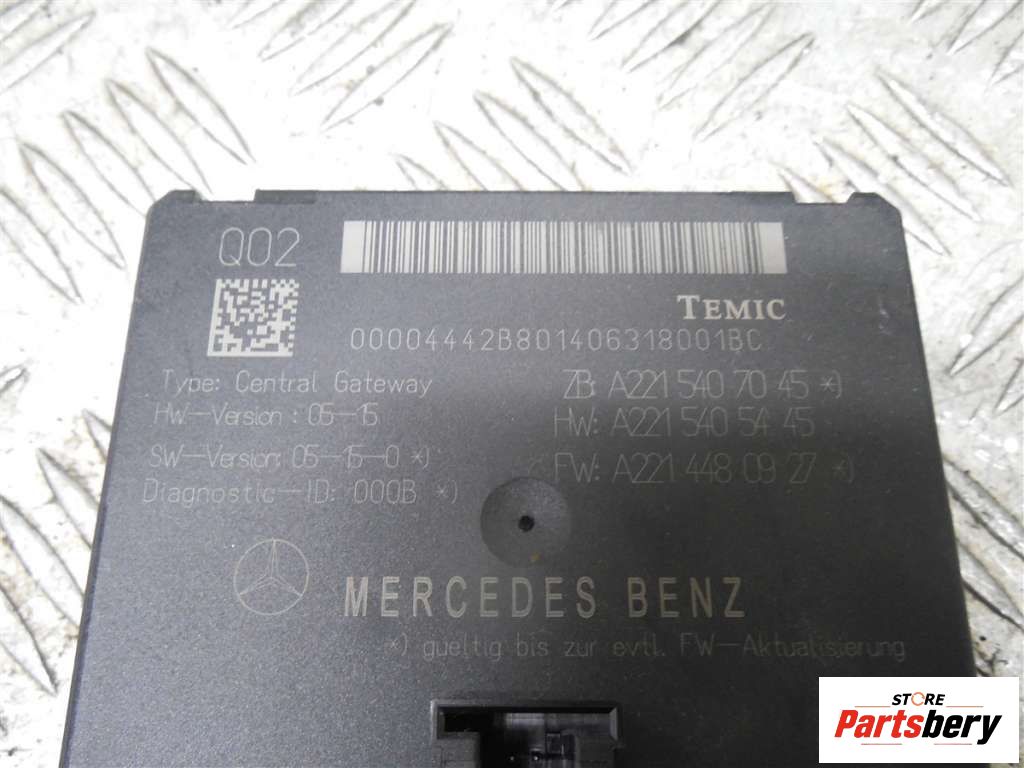 Q02
TEMIC
00004442B801406318001BC
Type: Central Gateway
ZB: A221 540 70 45 *)
HW-Version : 05-15
HW: A221 540 54 45
SW-Version: 05-15-0 *)
FW: A221 448 09 27 *)
Diagnostic-ID: 000B *)
MERCEDES BENZ
*) gueltig bis zur evtl. FW-Aktualisierung
STORE
Partsbery